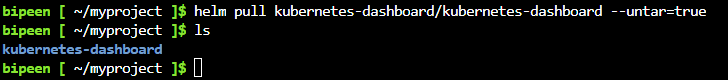 bipeen [ ~/myproject ]$ helm pull kubernetes-dashboard/kubernetes-dashboard --untar=true
bipeen [ ~/myproject ]$ ls
kubernetes-dashboard
bipeen [ ~/myproject ]$